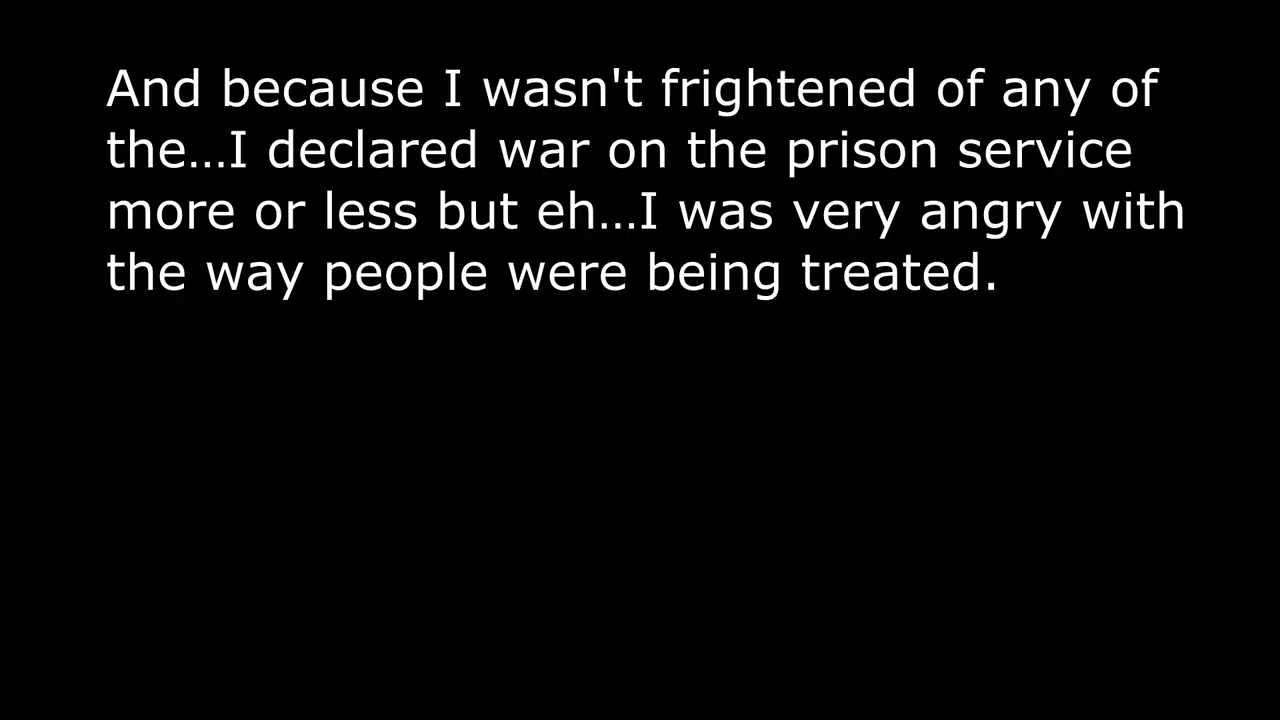 And because I wasn't frightened of any of
the…I declared war on the prison service
more or less but eh…I was very angry with
the way people were being treated.